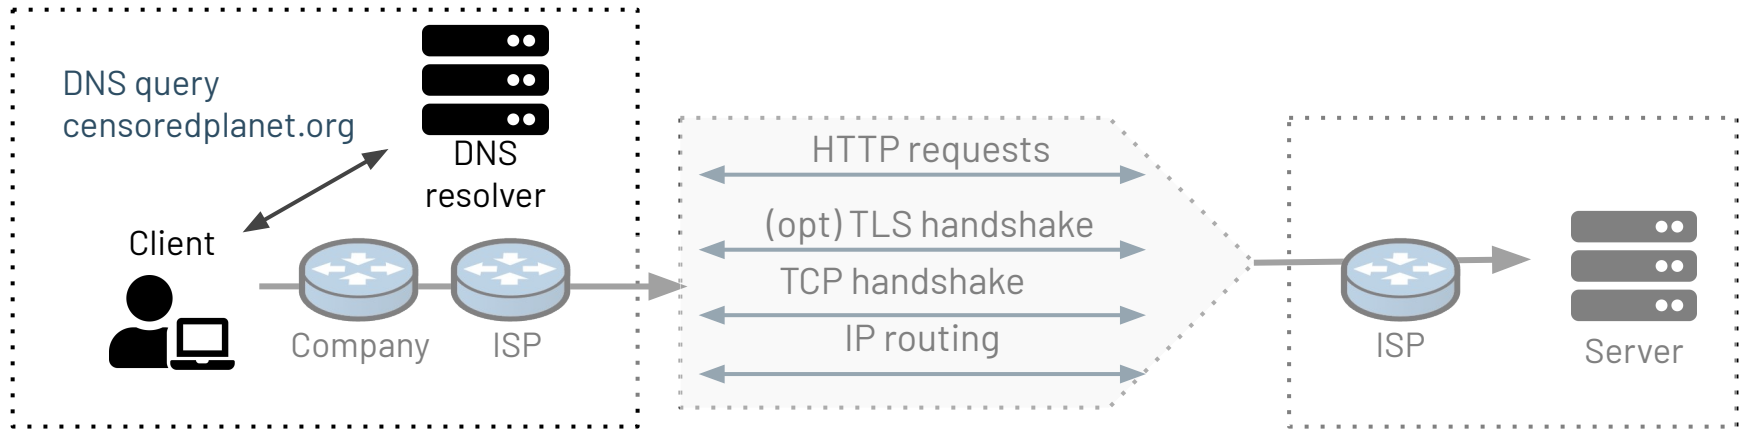 DNS query
censoredplanet.org
DNS
resolver
Client
Company
ISP
HTTP requests
(opt) TLS handshake
TCP handshake
IP routing
ISP
Server